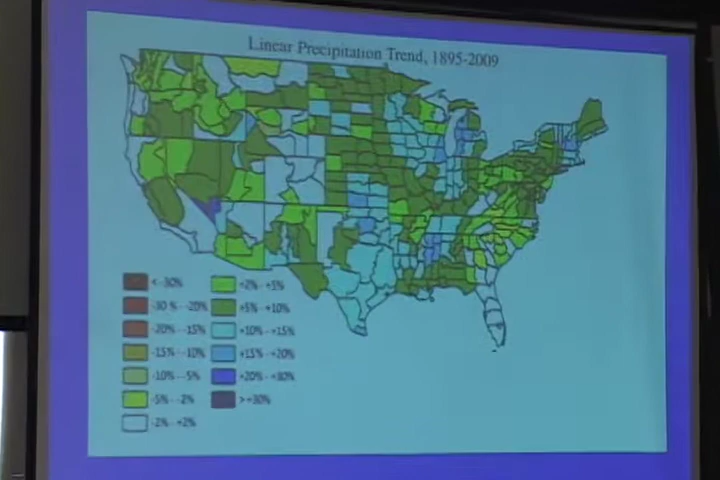 Linear Precipitation Trend, 1895-2009
< -30%
-30 % - -20%
-20% - -15%
-15% - -10%
-10% - -5%
-5% - -2%
-2% - +2%
+2% - +5%
+5% - +10%
+10% - +15%
+15% - +20%
+20% - +30%
>+30%